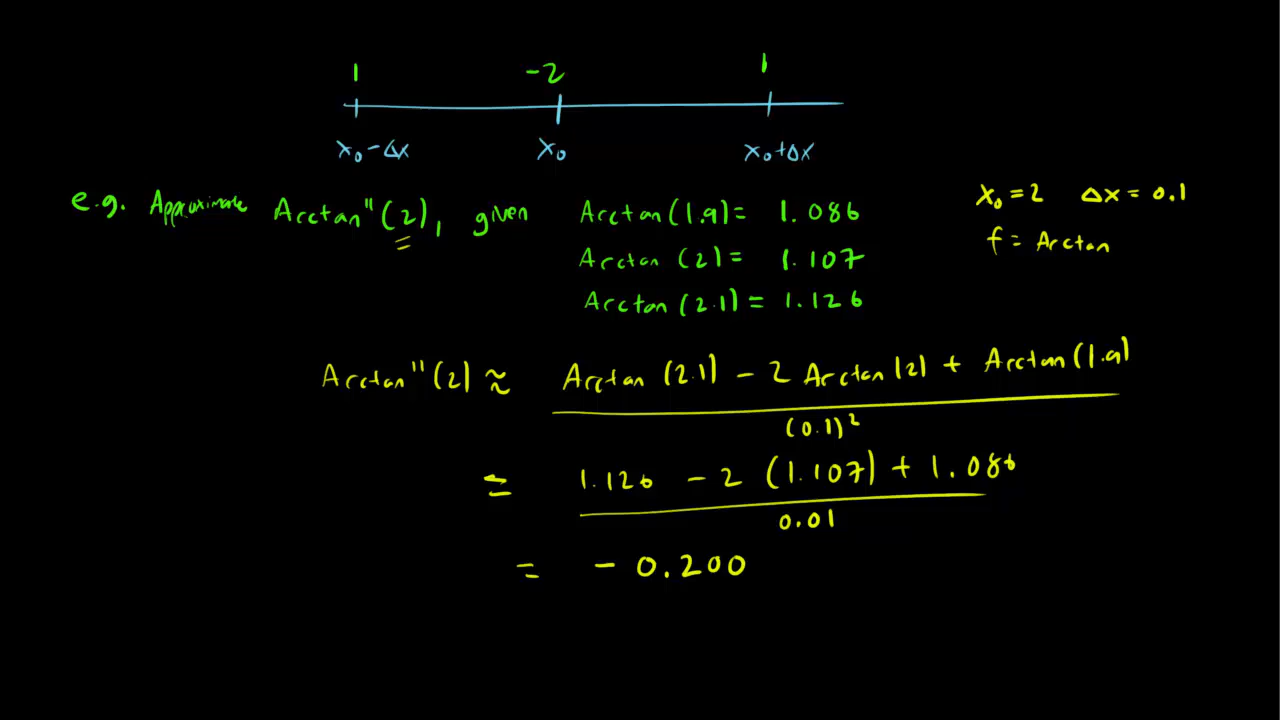 1 -2 1
x₀-Δx x₀ x₀+Δx
e.g. Approximate Arctan"(2), given Arctan(1.9)= 1.086
Arctan (2)= 1.107
Arctan (2.1) = 1.126
x₀ = 2 Δx = 0.1
f = Arctan
Arctan"(2) ≈ Arctan (2.1) - 2 Arctan (2) + Arctan (1.9)
(0.1)²
= 1.126 - 2 (1.107) + 1.086
0.01
= - 0.200